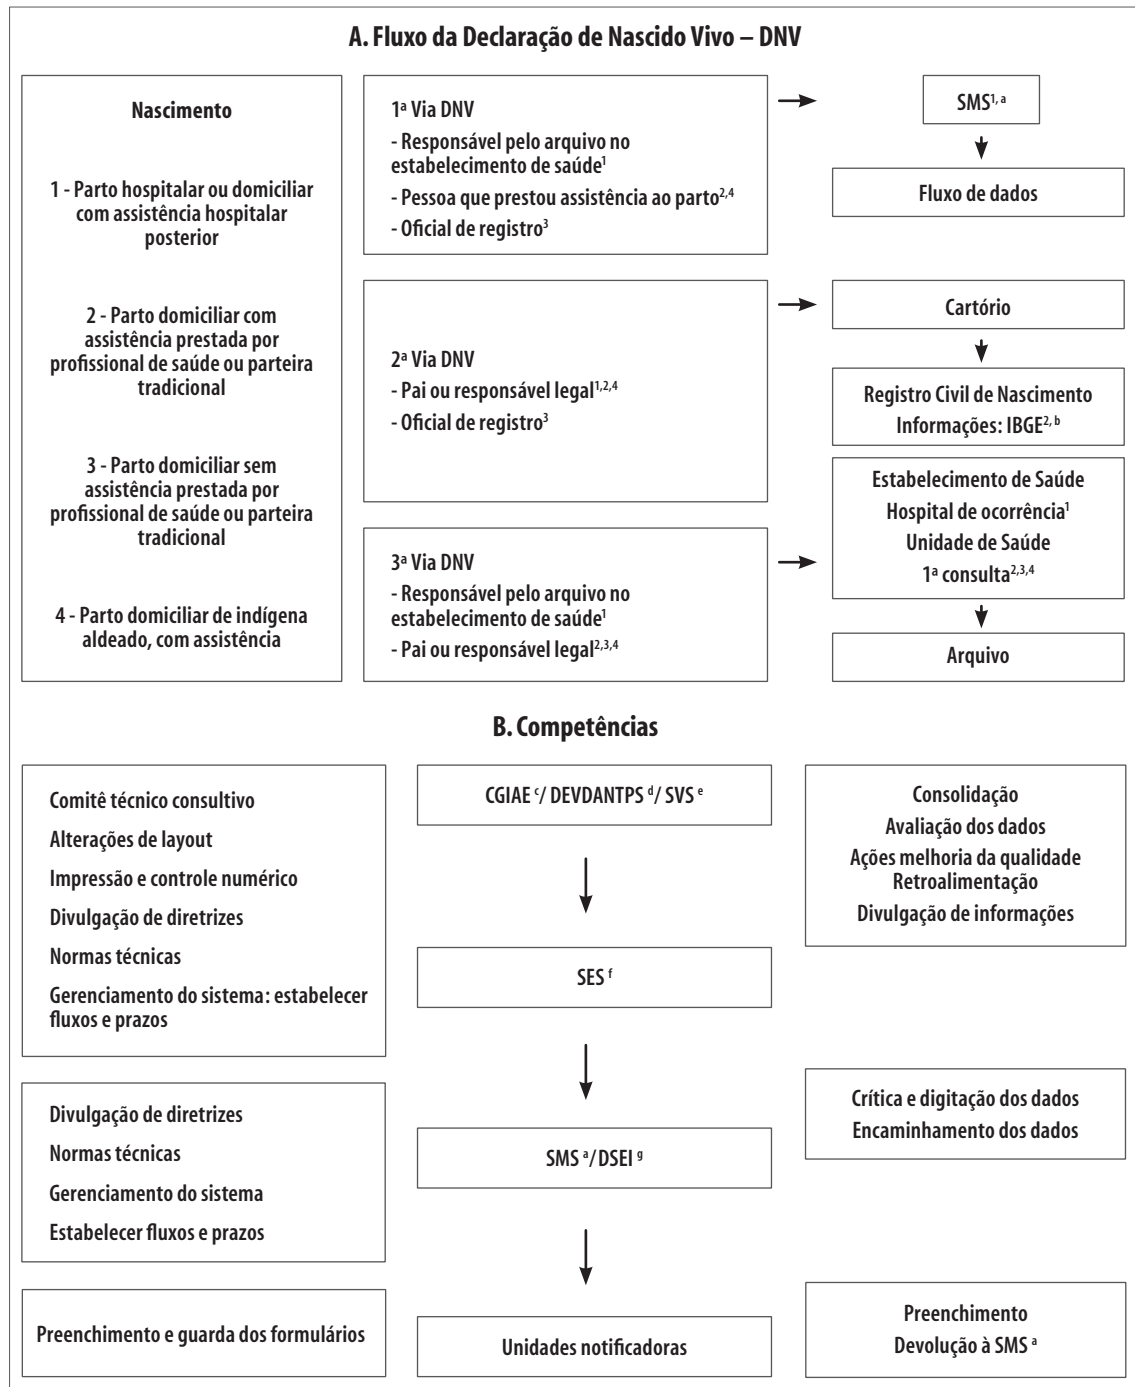 A. Fluxo da Declaração de Nascido Vivo – DNV
Nascimento
1 - Parto hospitalar ou domiciliar
com assistência hospitalar
posterior
2 - Parto domiciliar com
assistência prestada por
profissional de saúde ou parteira
tradicional
3 - Parto domiciliar sem
assistência prestada por
profissional de saúde ou parteira
tradicional
4 - Parto domiciliar de indígena
aldeado, com assistência
1ª Via DNV
- Responsável pelo arquivo no
estabelecimento de saúde¹
- Pessoa que prestou assistência ao parto²,⁴
- Oficial de registro³
SMS¹, ᵃ
Fluxo de dados
2ª Via DNV
- Pai ou responsável legal¹,²,⁴
- Oficial de registro³
Cartório
Registro Civil de Nascimento
Informações: IBGE², ᵇ
3ª Via DNV
- Responsável pelo arquivo no
estabelecimento de saúde¹
- Pai ou responsável legal²,³,⁴
Estabelecimento de Saúde
Hospital de ocorrência¹
Unidade de Saúde
1ª consulta²,³,⁴
Arquivo
B. Competências
Comitê técnico consultivo
Alterações de layout
Impressão e controle numérico
Divulgação de diretrizes
Normas técnicas
Gerenciamento do sistema: estabelecer
fluxos e prazos
CGIAE ᶜ/ DEVDANTPS ᵈ/ SVS ᵉ
Consolidação
Avaliação dos dados
Ações melhoria da qualidade
Retroalimentação
Divulgação de informações
SES ᶠ
Divulgação de diretrizes
Normas técnicas
Gerenciamento do sistema
Estabelecer fluxos e prazos
SMS ᵃ/DSEI ᵍ
Crítica e digitação dos dados
Encaminhamento dos dados
Preenchimento e guarda dos formulários
Unidades notificadoras
Preenchimento
Devolução à SMS ᵃ